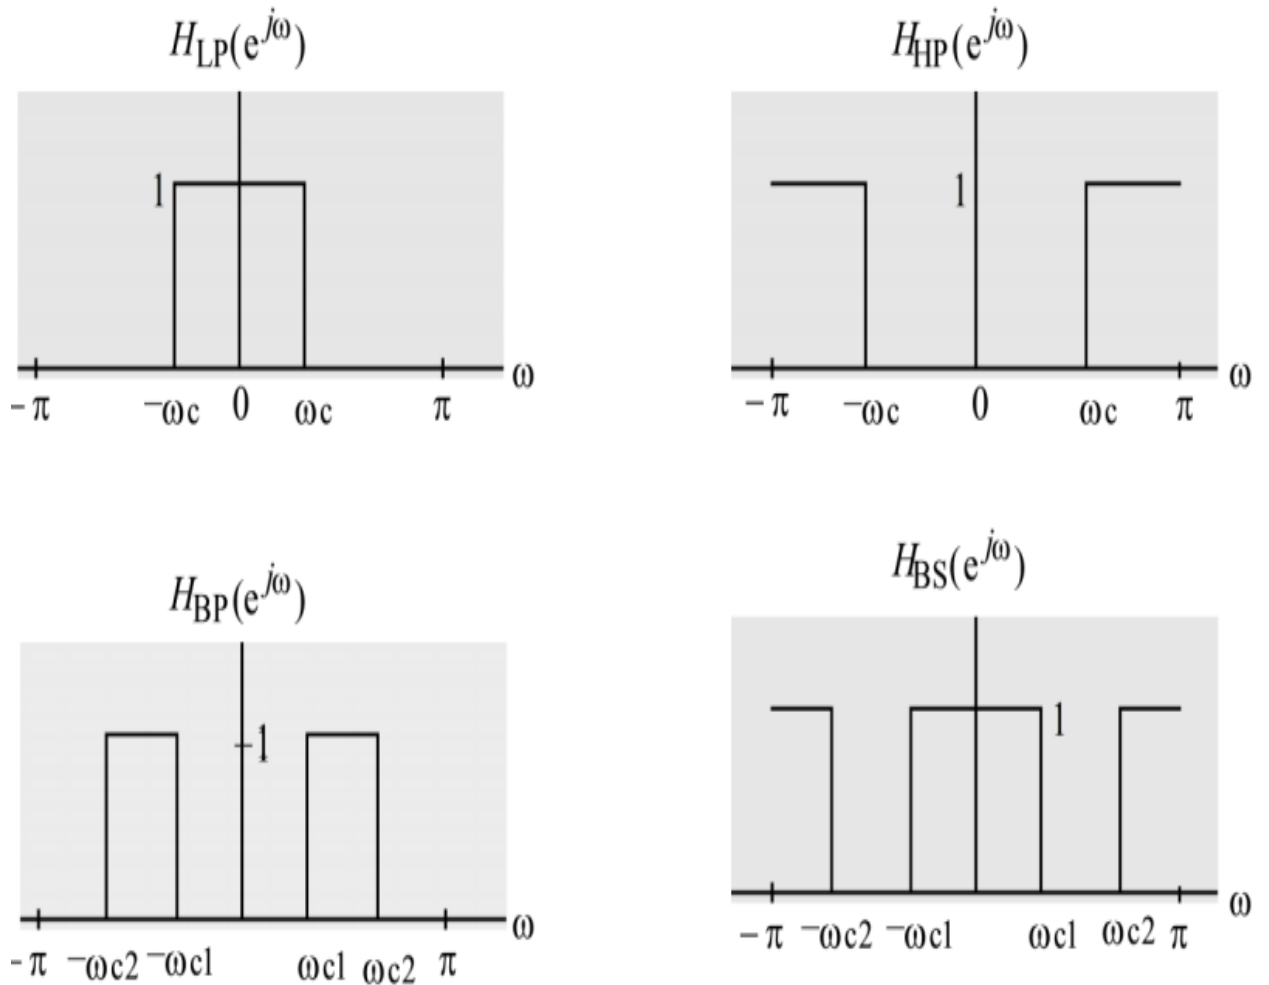 H_LP(e^jω)
1
ω
−π −ωc 0 ωc π
H_HP(e^jω)
1
ω
−π −ωc 0 ωc π
H_BP(e^jω)
1
ω
−π −ωc2 −ωc1 ωc1 ωc2 π
H_BS(e^jω)
1
ω
−π −ωc2 −ωc1 ωc1 ωc2 π